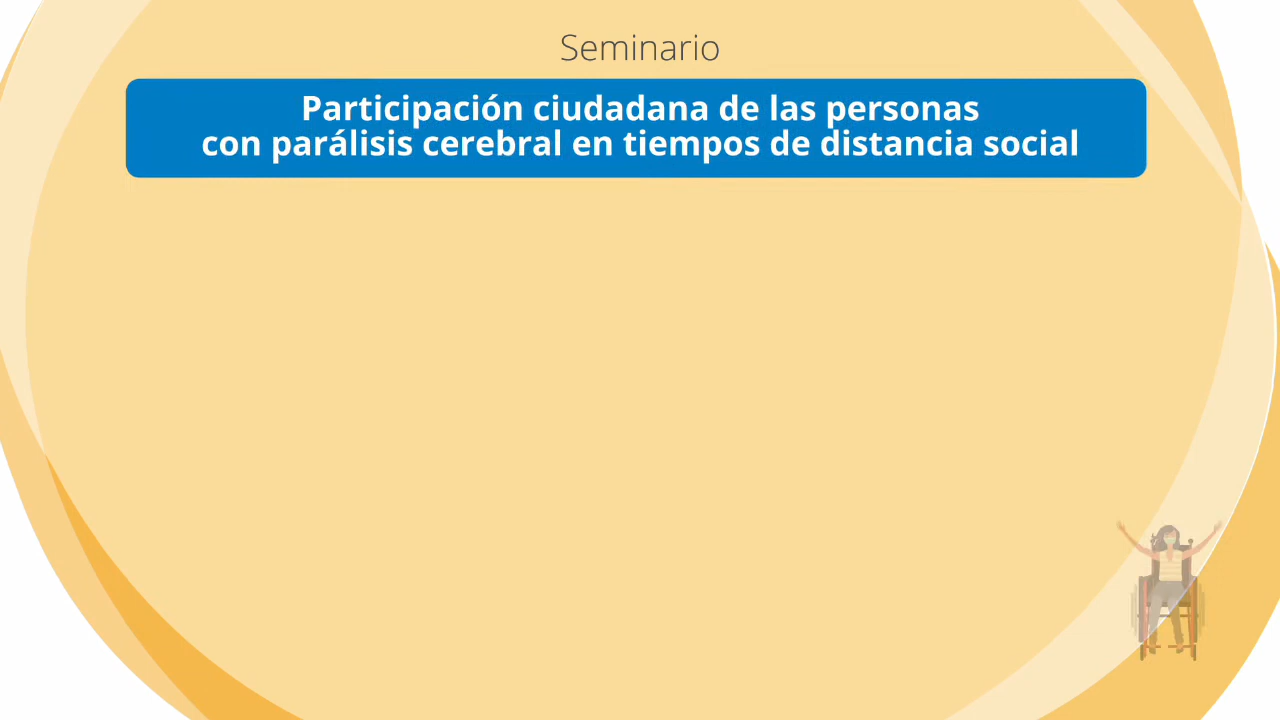 Seminario
Participación ciudadana de las personas
con parálisis cerebral en tiempos de distancia social